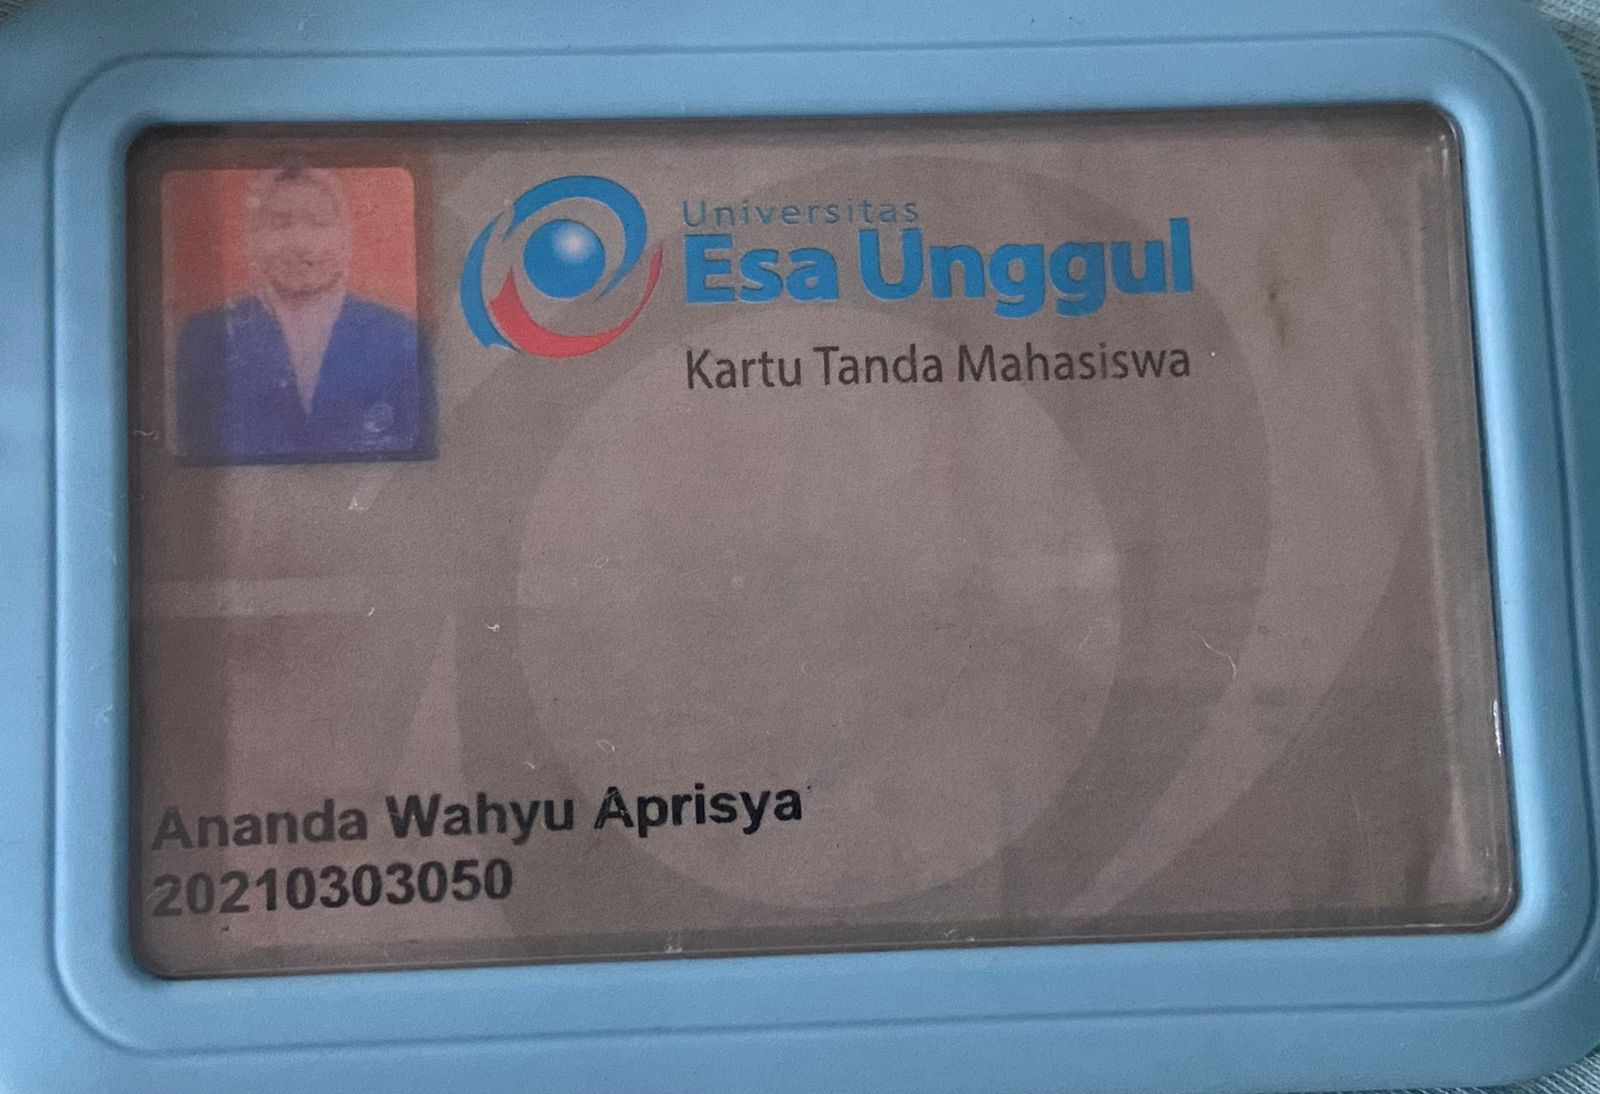 Universitas
Esa Unggul
Kartu Tanda Mahasiswa
Ananda Wahyu Aprisya
20210303050